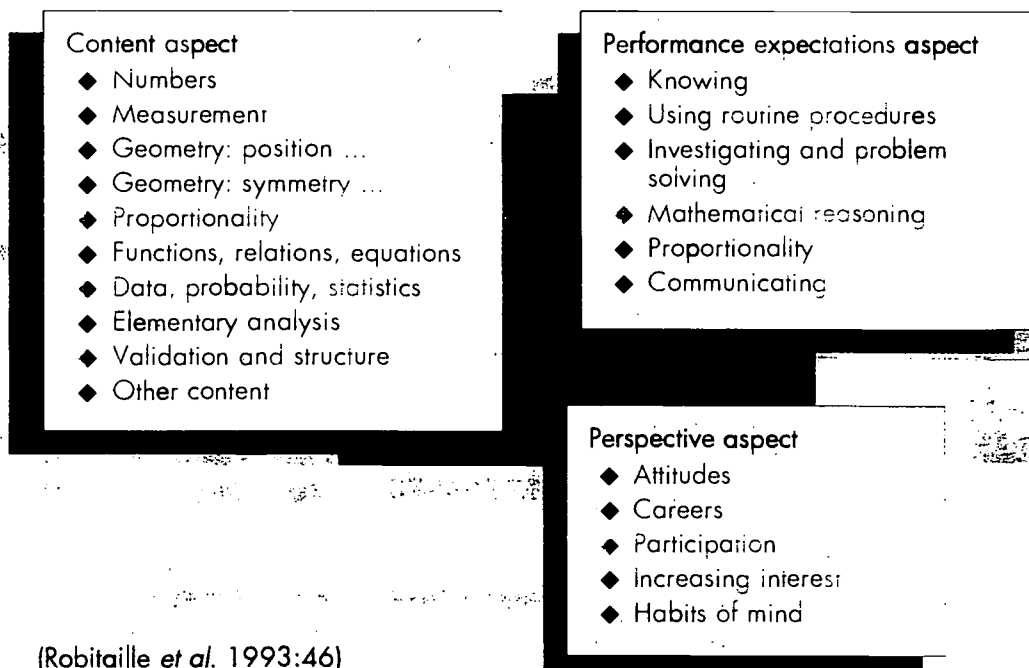 Content aspect
◆ Numbers
◆ Measurement
◆ Geometry: position ...
◆ Geometry: symmetry ...
◆ Proportionality
◆ Functions, relations, equations
◆ Data, probability, statistics
◆ Elementary analysis
◆ Validation and structure
◆ Other content
Performance expectations aspect
◆ Knowing
◆ Using routine procedures
◆ Investigating and problem
solving
◆ Mathematical reasoning
◆ Proportionality
◆ Communicating
Perspective aspect
◆ Attitudes
◆ Careers
◆ Participation
◆ Increasing interest
◆ Habits of mind
(Robitaille et al. 1993:46)